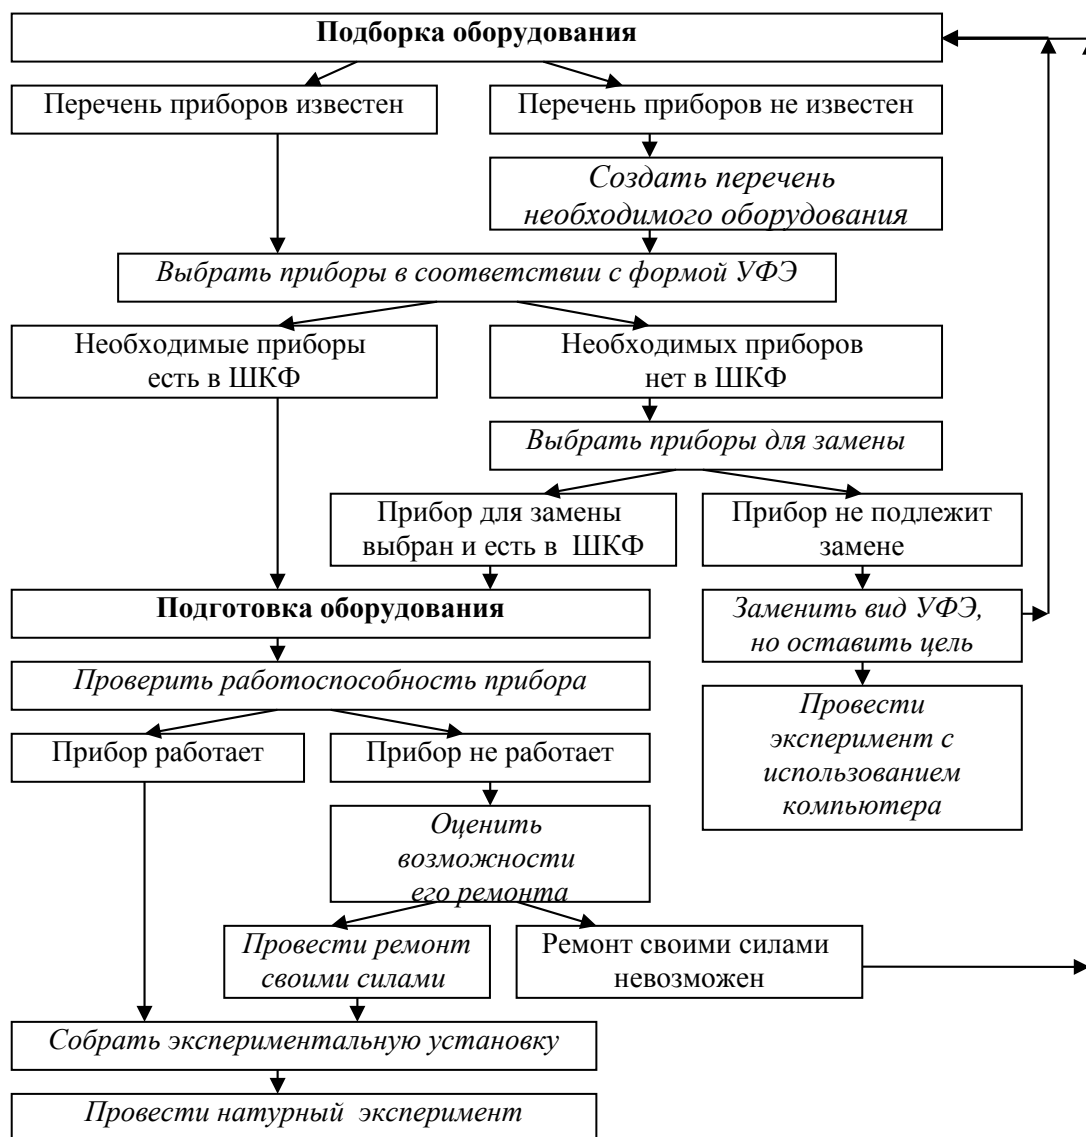 Подборка оборудования
Перечень приборов известен
Перечень приборов не известен
Создать перечень
необходимого оборудования
Выбрать приборы в соответствии с формой УФЭ
Необходимые приборы
есть в ШКФ
Необходимых приборов
нет в ШКФ
Выбрать приборы для замены
Прибор для замены
выбран и есть в ШКФ
Прибор не подлежит
замене
Подготовка оборудования
Заменить вид УФЭ,
но оставить цель
Проверить работоспособность прибора
Провести
эксперимент с
использованием
компьютера
Прибор работает
Прибор не работает
Оценить
возможности
его ремонта
Провести ремонт
своими силами
Ремонт своими силами
невозможен
Собрать экспериментальную установку
Провести натурный эксперимент